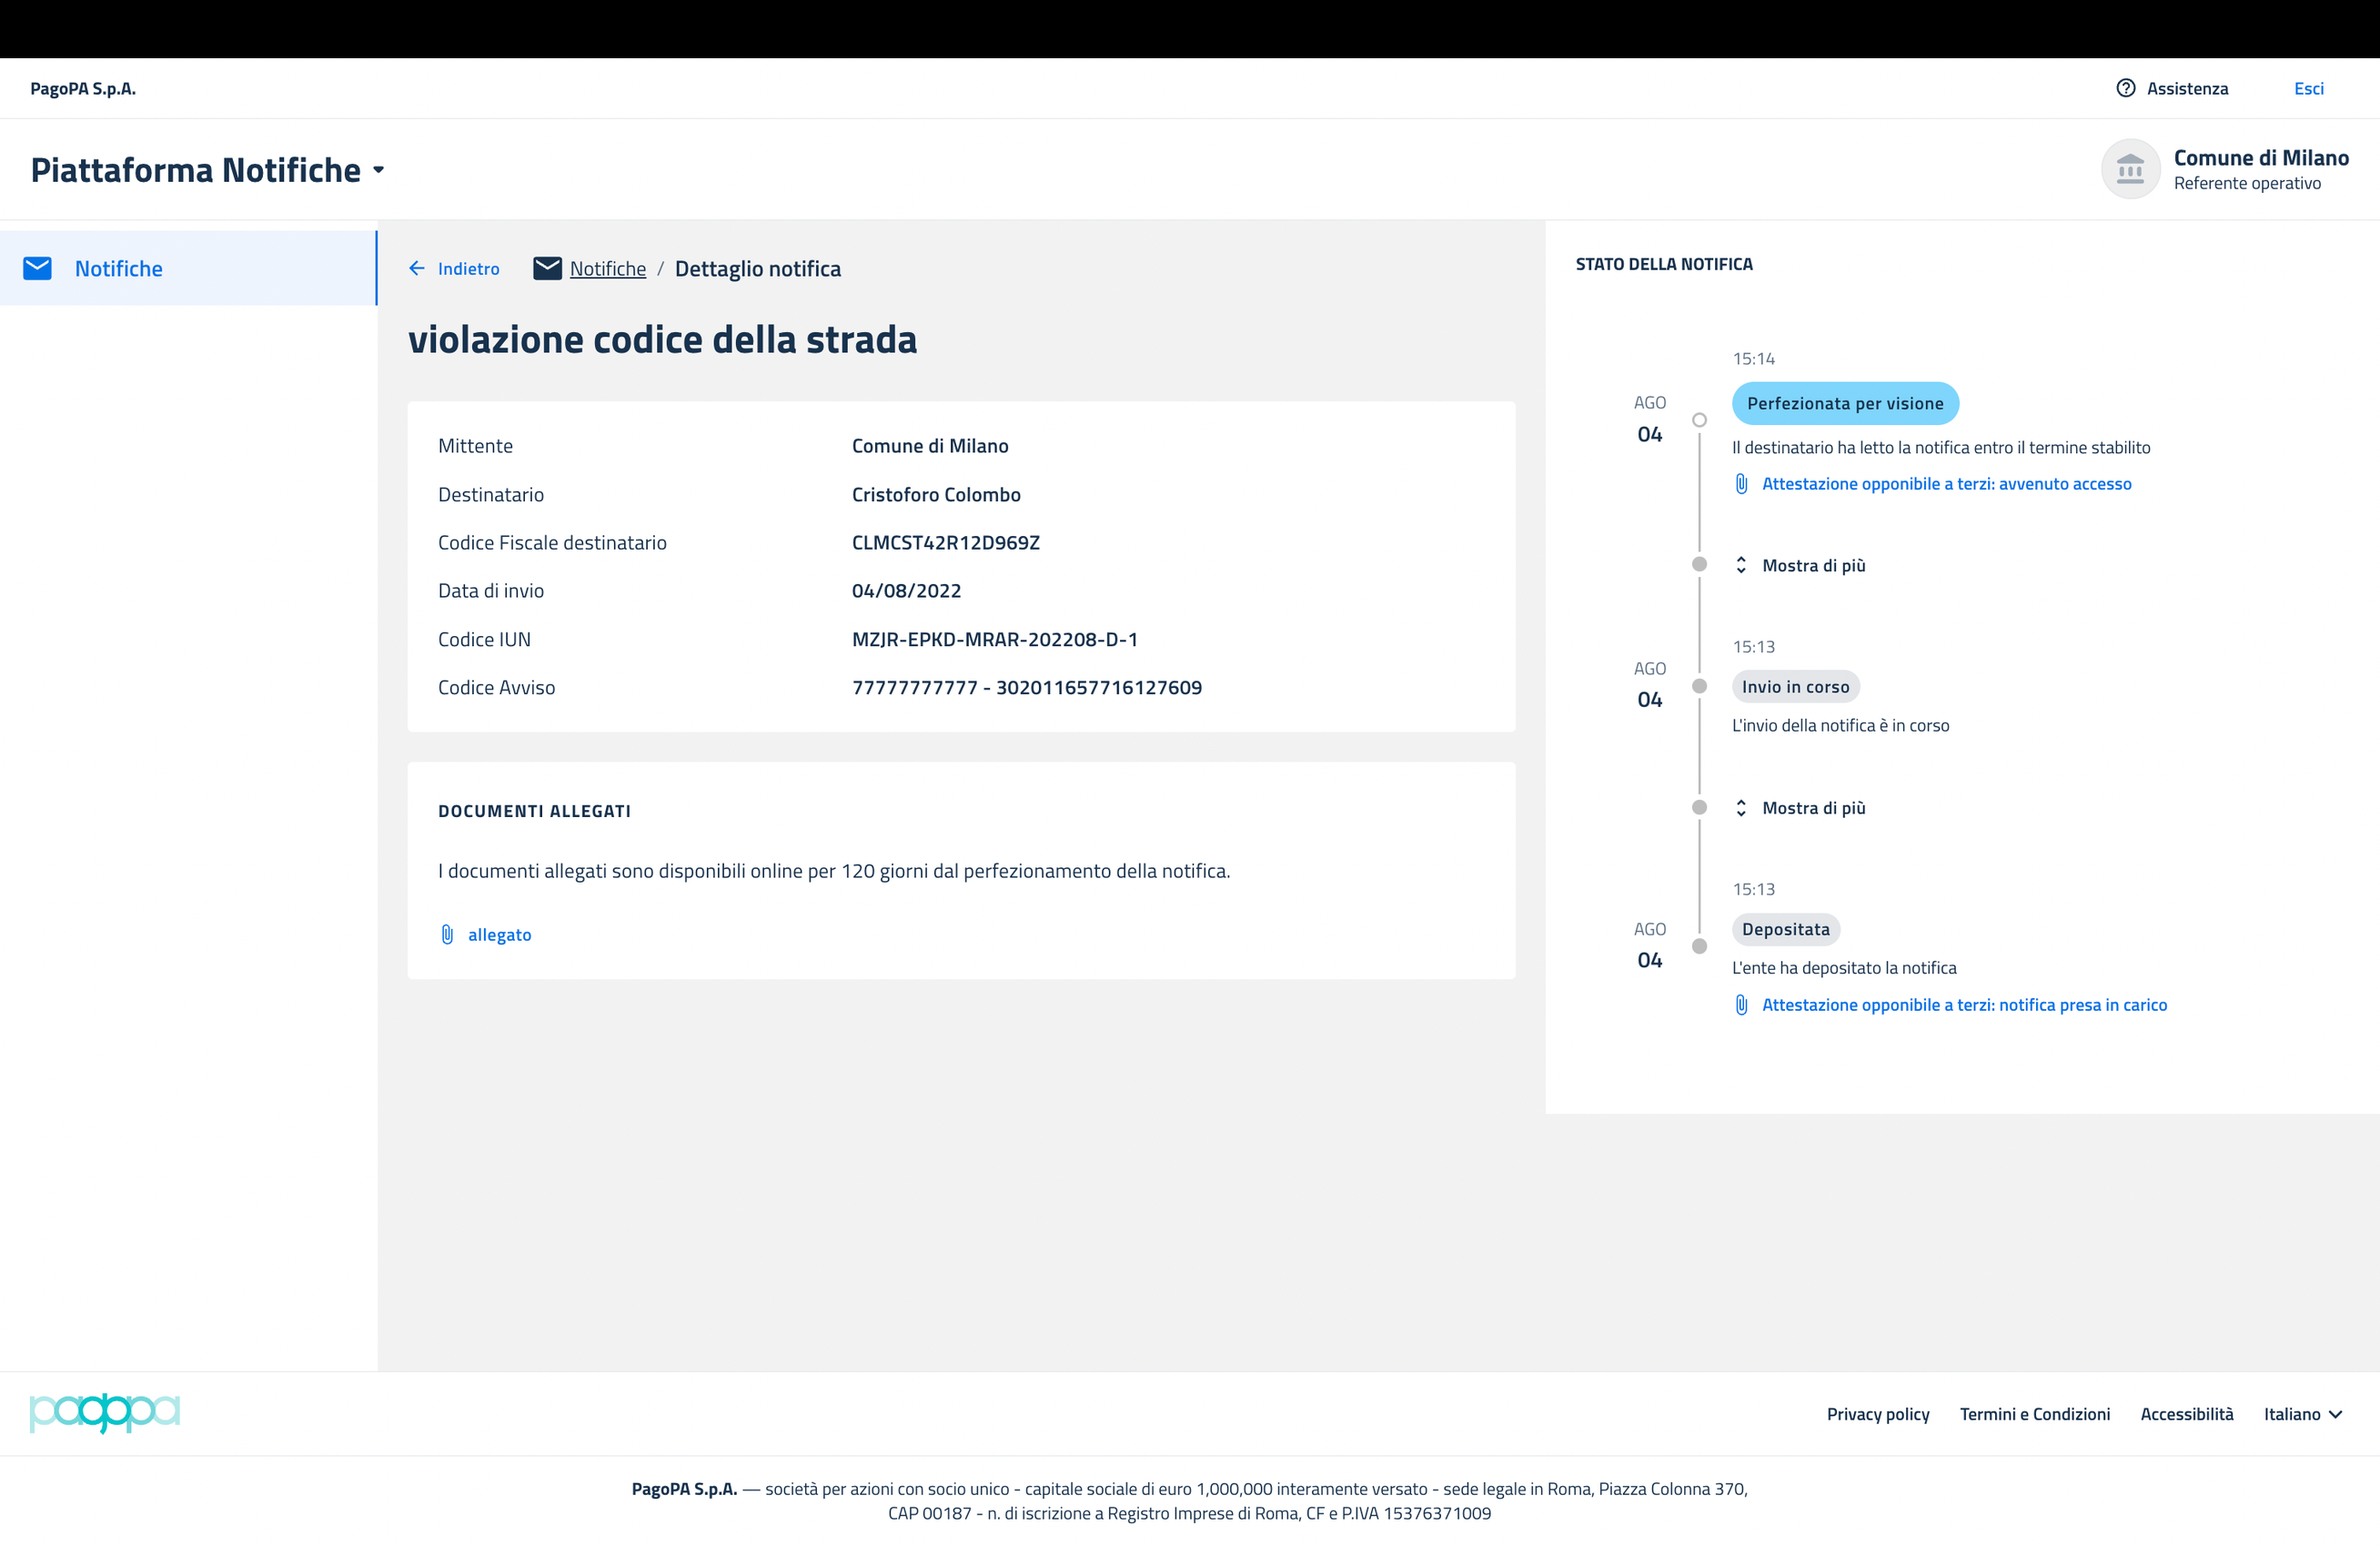 PagoPA S.p.A.
Assistenza
Esci
Piattaforma Notifiche
Comune di Milano
Referente operativo
Notifiche
Indietro
Notifiche / Dettaglio notifica
violazione codice della strada
Mittente Comune di Milano
Destinatario Cristoforo Colombo
Codice Fiscale destinatario CLMCST42R12D969Z
Data di invio 04/08/2022
Codice IUN MZJR-EPKD-MRAR-202208-D-1
Codice Avviso 77777777777 - 302011657716127609
DOCUMENTI ALLEGATI
I documenti allegati sono disponibili online per 120 giorni dal perfezionamento della notifica.
allegato
STATO DELLA NOTIFICA
15:14
AGO
04
Perfezionata per visione
Il destinatario ha letto la notifica entro il termine stabilito
Attestazione opponibile a terzi: avvenuto accesso
Mostra di più
15:13
AGO
04
Invio in corso
L'invio della notifica è in corso
Mostra di più
15:13
AGO
04
Depositata
L'ente ha depositato la notifica
Attestazione opponibile a terzi: notifica presa in carico
pagopa
Privacy policy
Termini e Condizioni
Accessibilità
Italiano
PagoPA S.p.A. — società per azioni con socio unico - capitale sociale di euro 1,000,000 interamente versato - sede legale in Roma, Piazza Colonna 370,
CAP 00187 - n. di iscrizione a Registro Imprese di Roma, CF e P.IVA 15376371009